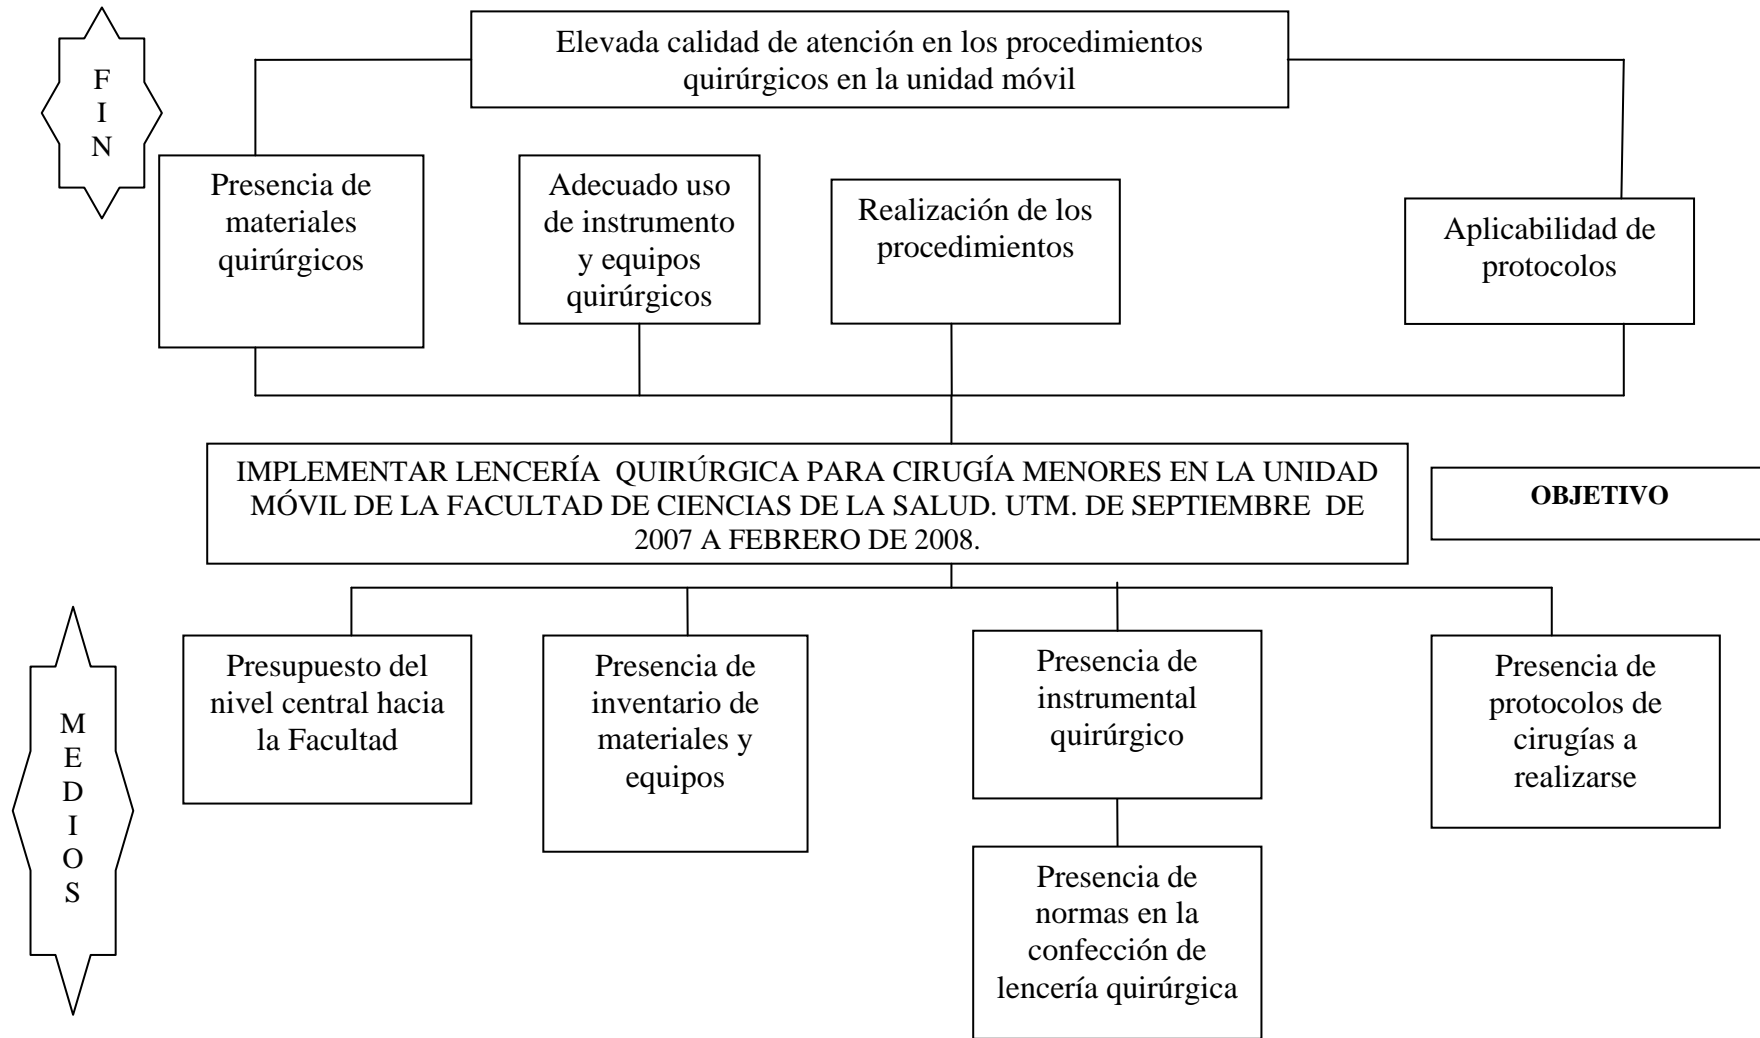 Elevada calidad de atención en los procedimientos
quirúrgicos en la unidad móvil
F
I
N
Presencia de
materiales
quirúrgicos
Adecuado uso
de instrumento
y equipos
quirúrgicos
Realización de los
procedimientos
Aplicabilidad de
protocolos
IMPLEMENTAR LENCERÍA QUIRÚRGICA PARA CIRUGÍA MENORES EN LA UNIDAD
MÓVIL DE LA FACULTAD DE CIENCIAS DE LA SALUD. UTM. DE SEPTIEMBRE DE
2007 A FEBRERO DE 2008.
OBJETIVO
M
E
D
I
O
S
Presupuesto del
nivel central hacia
la Facultad
Presencia de
inventario de
materiales y
equipos
Presencia de
instrumental
quirúrgico
Presencia de
protocolos de
cirugías a
realizarse
Presencia de
normas en la
confección de
lencería quirúrgica